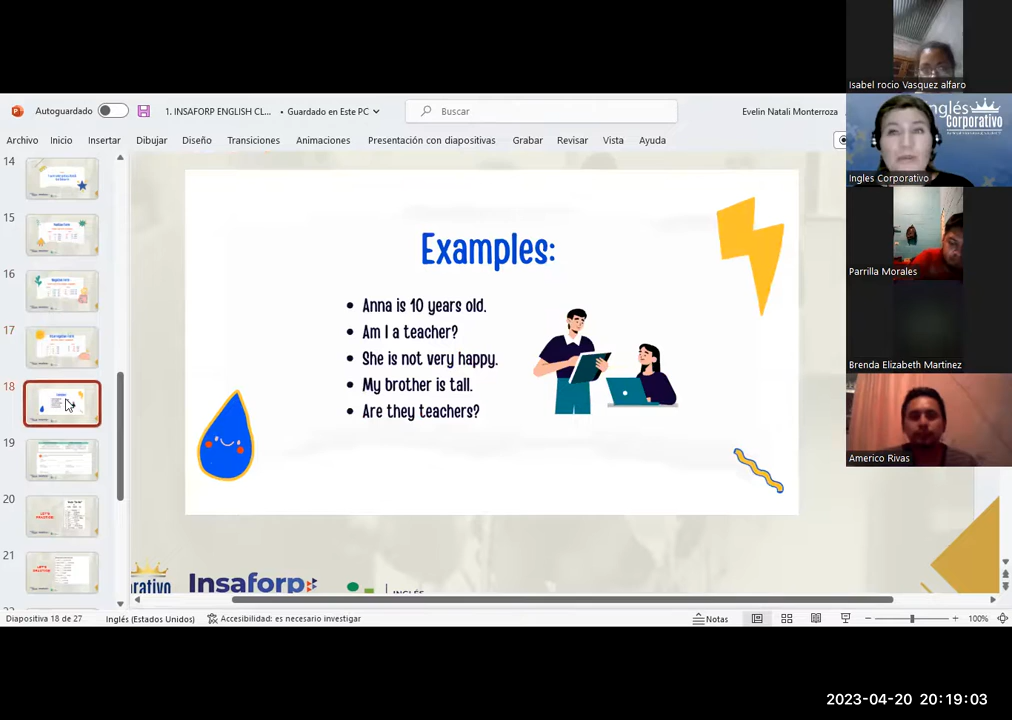 Isabel rocio Vasquez alfaro
Autoguardado
1. INSAFORP ENGLISH CL... • Guardado en Este PC
Buscar
Evelin Natali Monterroza
Inglés
Corporativo
Ingles Corporativo
Archivo Inicio Insertar Dibujar Diseño Transiciones Animaciones Presentación con diapositivas Grabar Revisar Vista Ayuda
14
15
16
17
18
19
20
21
Examples:
• Anna is 10 years old.
• Am I a teacher?
• She is not very happy.
• My brother is tall.
• Are they teachers?
Parrilla Morales
Brenda Elizabeth Martinez
Americo Rivas
orativo
Insaforp
INGLÉS
Diapositiva 18 de 27
Inglés (Estados Unidos)
Accesibilidad: es necesario investigar
Notas
100%
2023-04-20 20:19:03